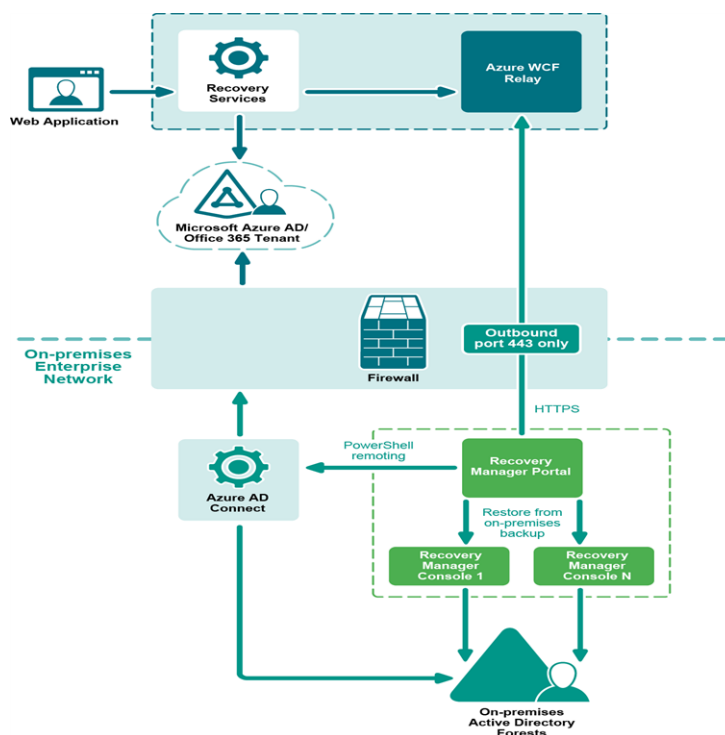 Recovery
Services
Azure WCF
Relay
Web Application
Microsoft Azure AD/
Office 365 Tenant
On-premises
Enterprise
Network
Firewall
Outbound
port 443 only
HTTPS
PowerShell
remoting
Recovery
Manager Portal
Azure AD
Connect
Restore from
on-premises
backup
Recovery
Manager
Console 1
Recovery
Manager
Console N
On-premises
Active Directory
Forests